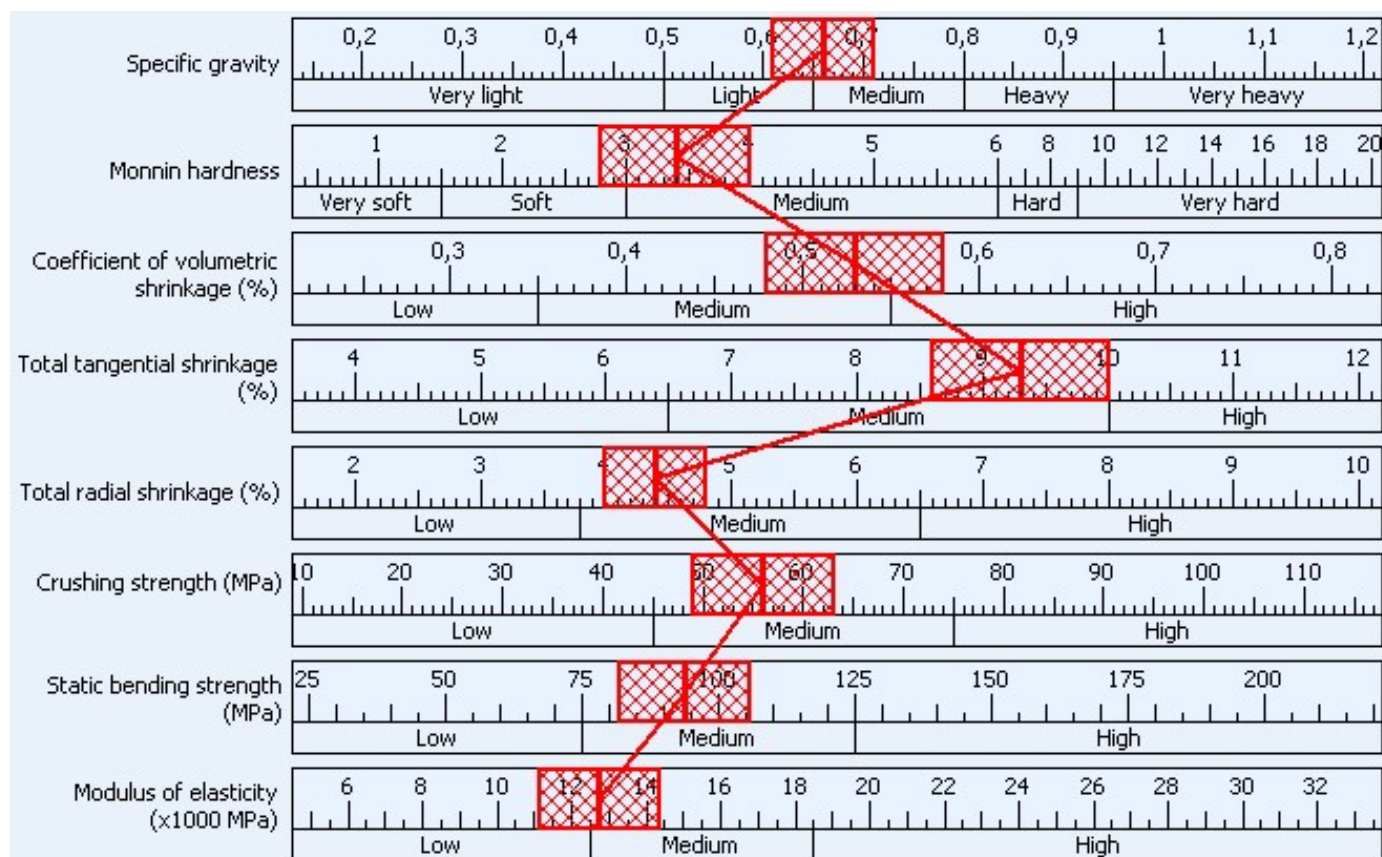 0,2 0,3 0,4 0,5 0,6 0,7 0,8 0,9 1 1,1 1,2
Specific gravity
Very light Light Medium Heavy Very heavy
1 2 3 4 5 6 8 10 12 14 16 18 20
Monnin hardness
Very soft Soft Medium Hard Very hard
0,3 0,4 0,5 0,6 0,7 0,8
Coefficient of volumetric
shrinkage (%)
Low Medium High
4 5 6 7 8 9 10 11 12
Total tangential shrinkage
(%)
Low Medium High
2 3 4 5 6 7 8 9 10
Total radial shrinkage (%)
Low Medium High
10 20 30 40 50 60 70 80 90 100 110
Crushing strength (MPa)
Low Medium High
25 50 75 100 125 150 175 200
Static bending strength
(MPa)
Low Medium High
6 8 10 12 14 16 18 20 22 24 26 28 30 32
Modulus of elasticity
(x1000 MPa)
Low Medium High